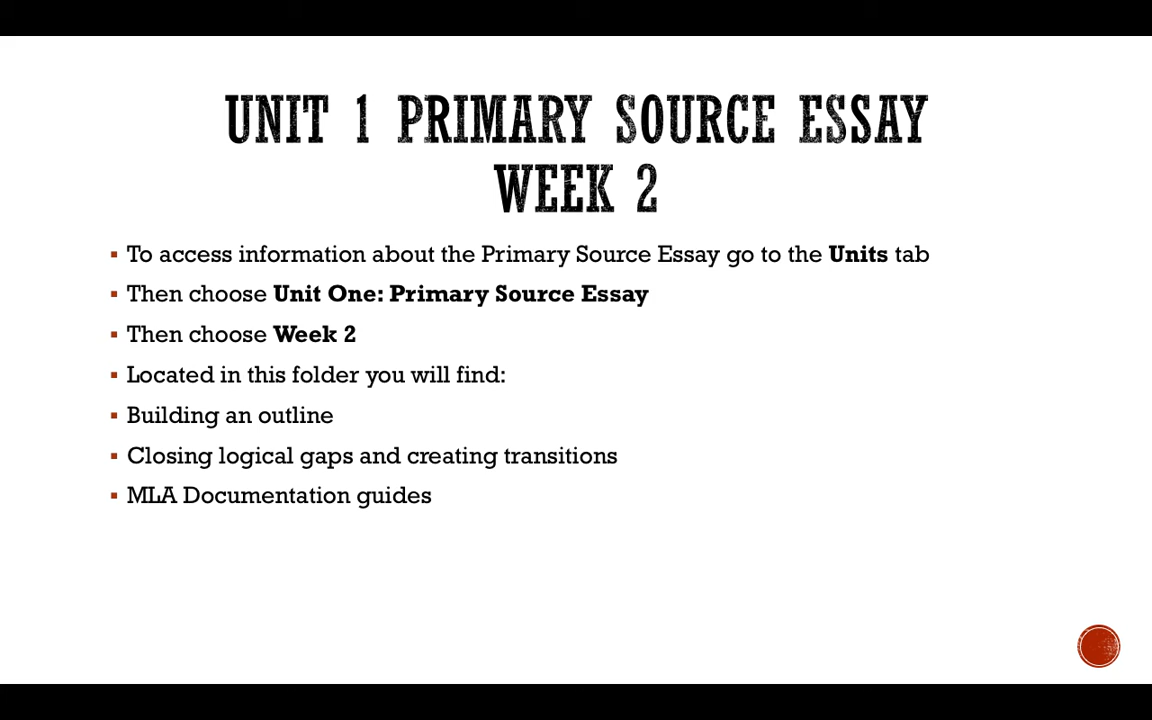 UNIT 1 PRIMARY SOURCE ESSAY
WEEK 2
To access information about the Primary Source Essay go to the Units tab
Then choose Unit One: Primary Source Essay
Then choose Week 2
Located in this folder you will find:
Building an outline
Closing logical gaps and creating transitions
MLA Documentation guides